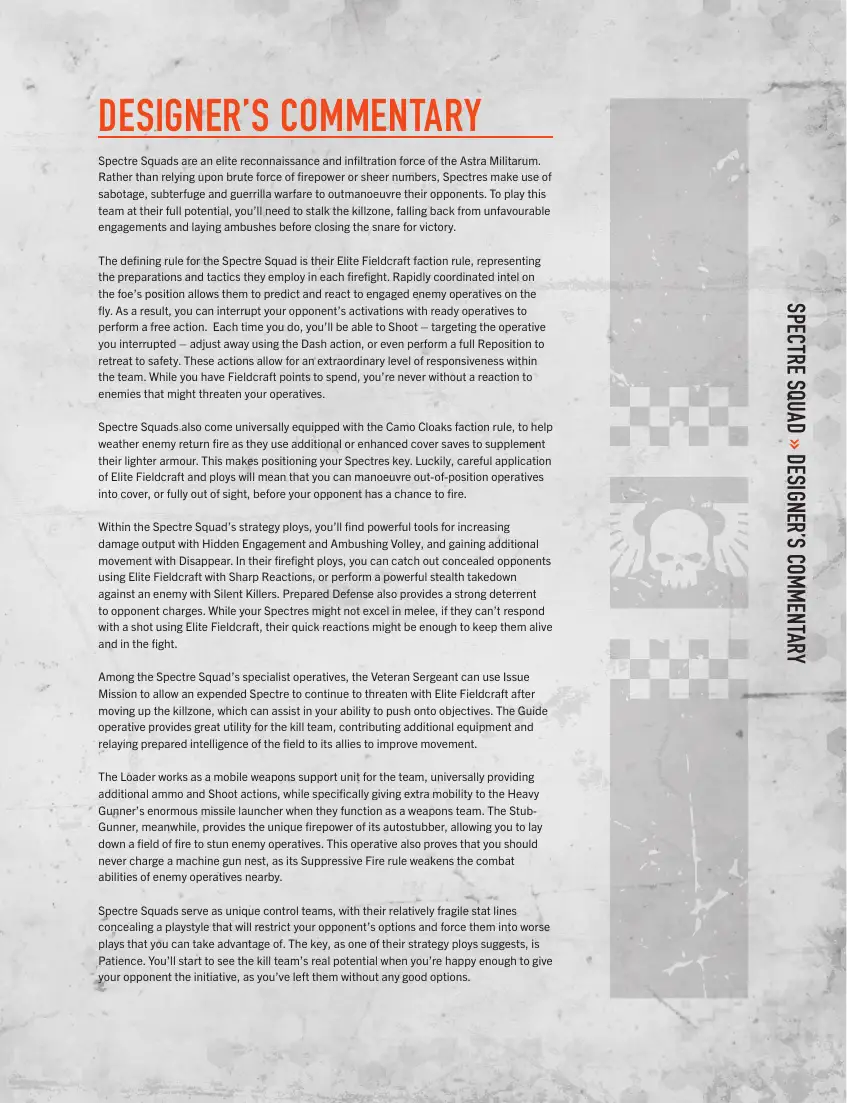 DESIGNER'S COMMENTARY
Spectre Squads are an elite reconnaissance and infiltration force of the Astra Militarum.
Rather than relying upon brute force of firepower or sheer numbers, Spectres make use of
sabotage, subterfuge and guerrilla warfare to outmanoeuvre their opponents. To play this
team at their full potential, you'll need to stalk the killzone, falling back from unfavourable
engagements and laying ambushes before closing the snare for victory.
The defining rule for the Spectre Squad is their Elite Fieldcraft faction rule, representing
the preparations and tactics they employ in each firefight. Rapidly coordinated intel on
the foe's position allows them to predict and react to engaged enemy operatives on the
fly. As a result, you can interrupt your opponent's activations with ready operatives to
perform a free action. Each time you do, you'll be able to Shoot – targeting the operative
you interrupted – adjust away using the Dash action, or even perform a full Reposition to
retreat to safety. These actions allow for an extraordinary level of responsiveness within
the team. While you have Fieldcraft points to spend, you're never without a reaction to
enemies that might threaten your operatives.
Spectre Squads also come universally equipped with the Camo Cloaks faction rule, to help
weather enemy return fire as they use additional or enhanced cover saves to supplement
their lighter armour. This makes positioning your Spectres key. Luckily, careful application
of Elite Fieldcraft and ploys will mean that you can manoeuvre out-of-position operatives
into cover, or fully out of sight, before your opponent has a chance to fire.
Within the Spectre Squad's strategy ploys, you'll find powerful tools for increasing
damage output with Hidden Engagement and Ambushing Volley, and gaining additional
movement with Disappear. In their firefight ploys, you can catch out concealed opponents
using Elite Fieldcraft with Sharp Reactions, or perform a powerful stealth takedown
against an enemy with Silent Killers. Prepared Defense also provides a strong deterrent
to opponent charges. While your Spectres might not excel in melee, if they can't respond
with a shot using Elite Fieldcraft, their quick reactions might be enough to keep them alive
and in the fight.
Among the Spectre Squad's specialist operatives, the Veteran Sergeant can use Issue
Mission to allow an expended Spectre to continue to threaten with Elite Fieldcraft after
moving up the killzone, which can assist in your ability to push onto objectives. The Guide
operative provides great utility for the kill team, contributing additional equipment and
relaying prepared intelligence of the field to its allies to improve movement.
The Loader works as a mobile weapons support unit for the team, universally providing
additional ammo and Shoot actions, while specifically giving extra mobility to the Heavy
Gunner's enormous missile launcher when they function as a weapons team. The Stub-
Gunner, meanwhile, provides the unique firepower of its autostubber, allowing you to lay
down a field of fire to stun enemy operatives. This operative also proves that you should
never charge a machine gun nest, as its Suppressive Fire rule weakens the combat
abilities of enemy operatives nearby.
Spectre Squads serve as unique control teams, with their relatively fragile stat lines
concealing a playstyle that will restrict your opponent's options and force them into worse
plays that you can take advantage of. The key, as one of their strategy ploys suggests, is
Patience. You'll start to see the kill team's real potential when you're happy enough to give
your opponent the initiative, as you've left them without any good options.
SPECTRE SQUAD » DESIGNER'S COMMENTARY